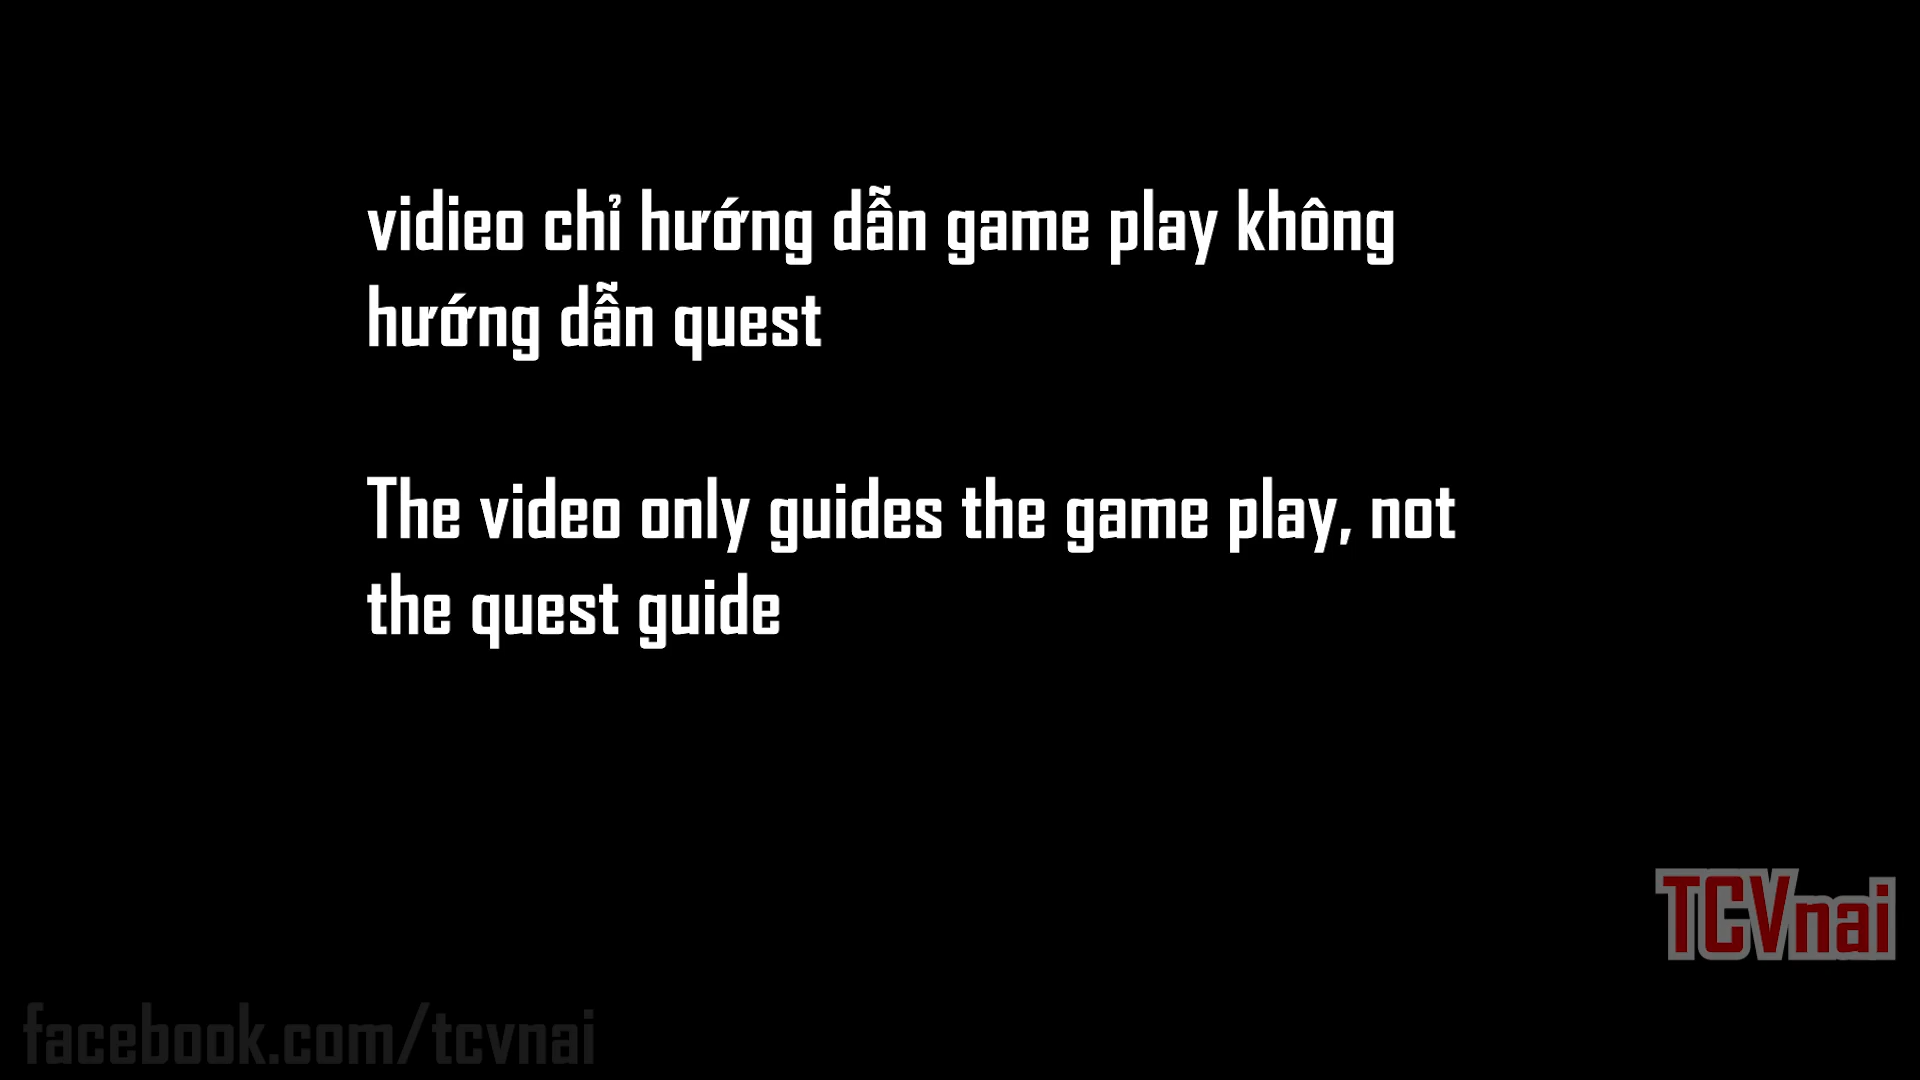 vidieo chỉ hướng dẫn game play không
hướng dẫn quest
The video only guides the game play, not
the quest guide
TCVnai
facebook.com/tcvnai